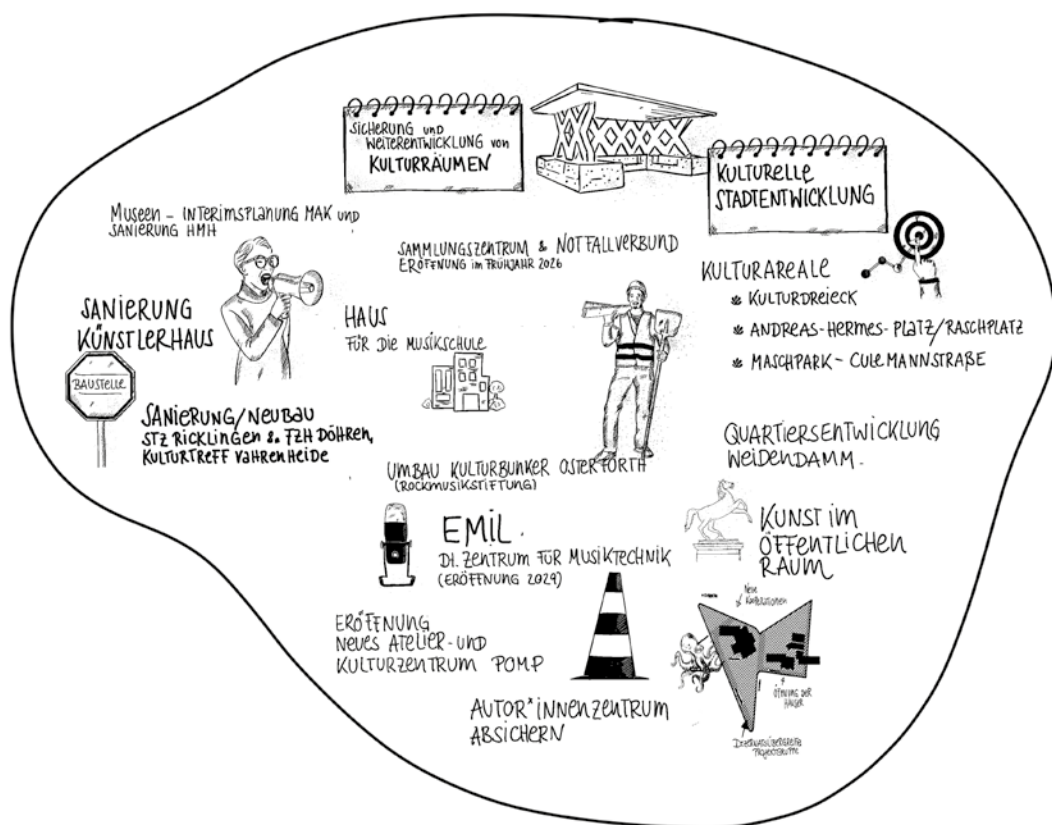 SICHERUNG UND
WEITERENTWICKLUNG VON
KULTURRÄUMEN
KULTURELLE
STADTENTWICKLUNG
MUSEEN – INTERIMSPLANUNG MAK UND
SANIERUNG HMH
SAMMLUNGSZENTRUM & NOTFALLVERBUND
ERÖFFNUNG IM FRÜHJAHR 2026
SANIERUNG
KÜNSTLERHAUS
BAUSTELLE
HAUS
FÜR DIE MUSIKSCHULE
SANIERUNG/NEUBAU
STZ RICKLINGEN & FZH DÖHREN,
KULTURTREFF VAHRENHEIDE
KULTURAREALE
* KULTURDREIECK
* ANDREAS-HERMES-PLATZ/RASCHPLATZ
* MASCHPARK – CULEMANNSTRAßE
UMBAU KULTURBUNKER OSTERFORTH
(ROCKMUSIKSTIFTUNG)
QUARTIERSENTWICKLUNG
WEIDENDAMM.
EMIL.
DT. ZENTRUM FÜR MUSIKTECHNIK
(ERÖFFNUNG 2029)
KUNST IM
ÖFFENTLICHEN
RAUM
ERÖFFNUNG
NEUES ATELIER- UND
KULTURZENTRUM POMP
AUTOR*INNENZENTRUM
ABSICHERN
NEUE
KOOPERATIONEN
ÖFFNUNG DER
HÄUSER
PROJEKTGRUPPE